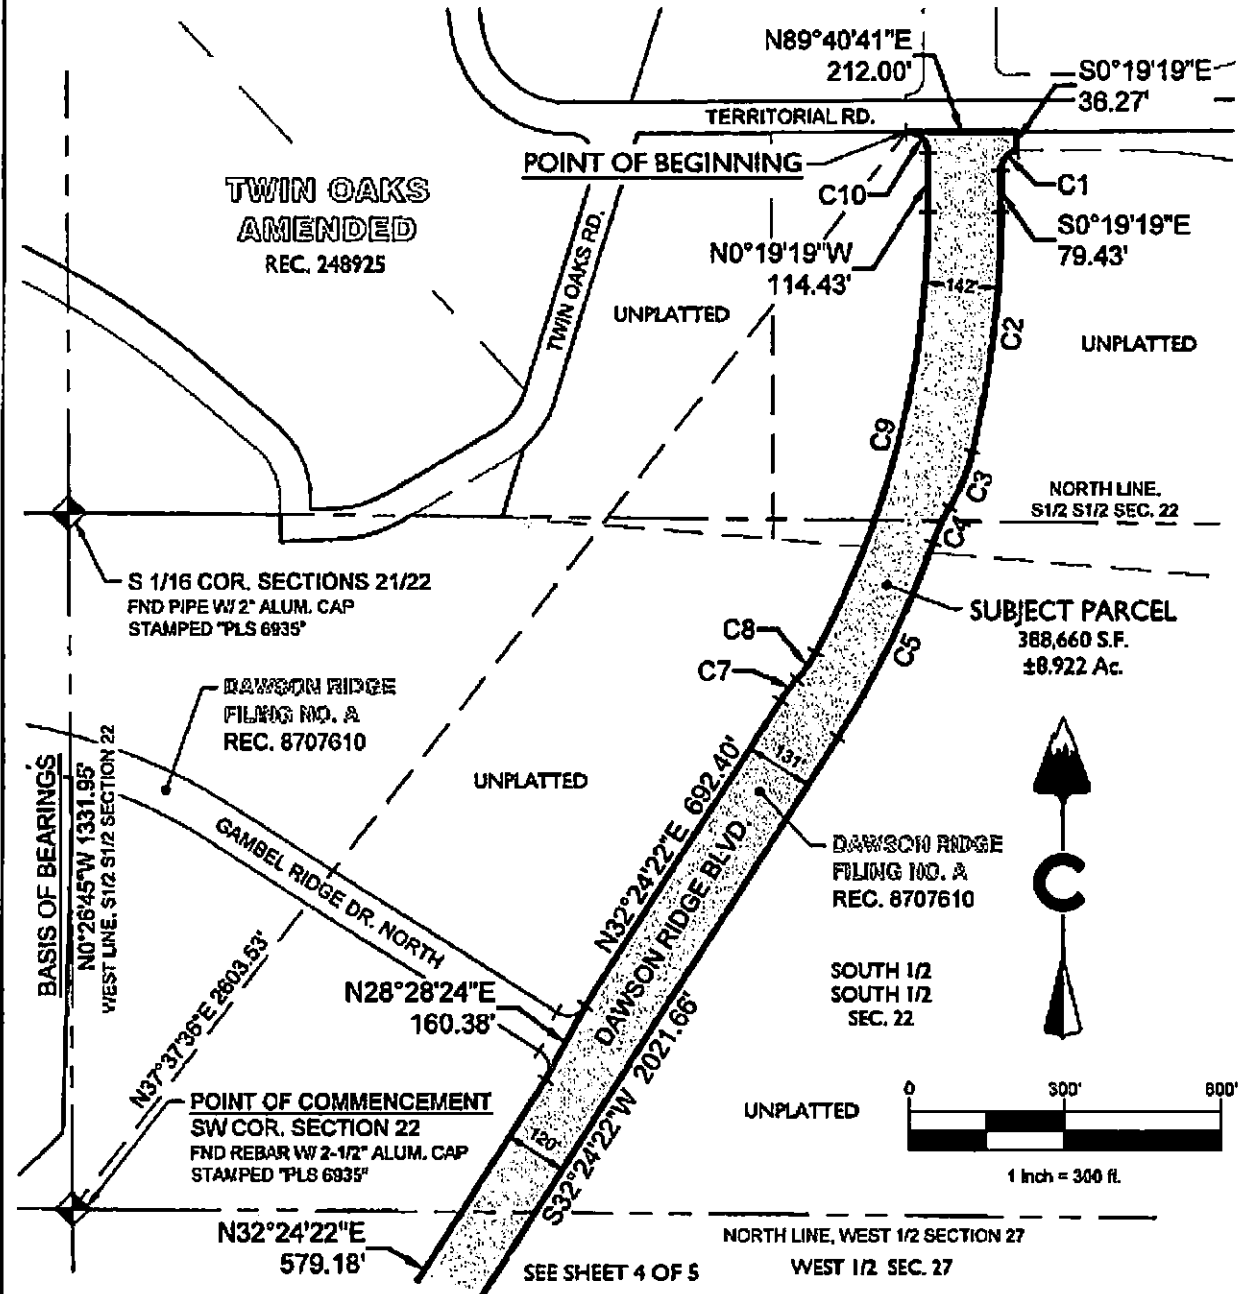 N89°40'41"E
212.00'
S0°19'19"E
36.27'
TERRITORIAL RD.
POINT OF BEGINNING
C10
C1
TWIN OAKS
AMENDED
REC. 248925
TWIN OAKS RD.
N0°19'19"W
114.43'
S0°19'19"E
79.43'
142'
UNPLATTED
C2
UNPLATTED
C9
C3
NORTH LINE,
S1/2 S1/2 SEC. 22
C4
S 1/16 COR. SECTIONS 21/22
FND PIPE W/ 2" ALUM. CAP
STAMPED "PLS 6935"
SUBJECT PARCEL
388,660 S.F.
±8.922 Ac.
C8
C7
C5
DAWSON RIDGE
FILING NO. A
REC. 8707610
BASIS OF BEARINGS
N0°26'45"W 1331.95'
WEST LINE, S1/2 S1/2 SECTION 22
UNPLATTED
131'
N32°24'22"E 692.40'
DAWSON RIDGE BLVD.
DAWSON RIDGE
FILING NO. A
REC. 8707610
C
GAMBEL RIDGE DR. NORTH
N28°28'24"E
160.38'
SOUTH 1/2
SOUTH 1/2
SEC. 22
N37°37'36"E 2603.53'
S32°24'22"W 2021.66'
0 300' 600'
1 inch = 300 ft.
POINT OF COMMENCEMENT
SW COR. SECTION 22
FND REBAR W/ 2-1/2" ALUM. CAP
STAMPED "PLS 6935"
120'
UNPLATTED
N32°24'22"E
579.18'
NORTH LINE, WEST 1/2 SECTION 27
WEST 1/2 SEC. 27
SEE SHEET 4 OF 5